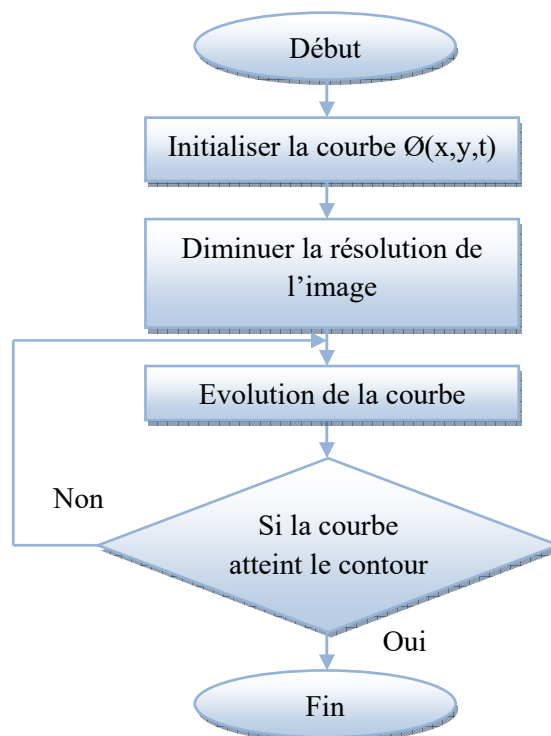 Début
Initialiser la courbe Ø(x,y,t)
Diminuer la résolution de
l’image
Evolution de la courbe
Non
Si la courbe
atteint le contour
Oui
Fin